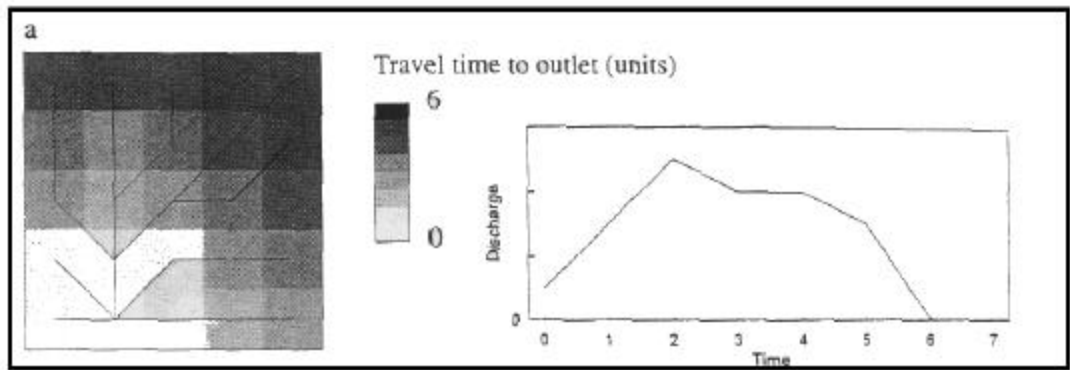 a
Travel time to outlet (units)
6
0
Discharge
0
0 1 2 3 4 5 6 7
Time